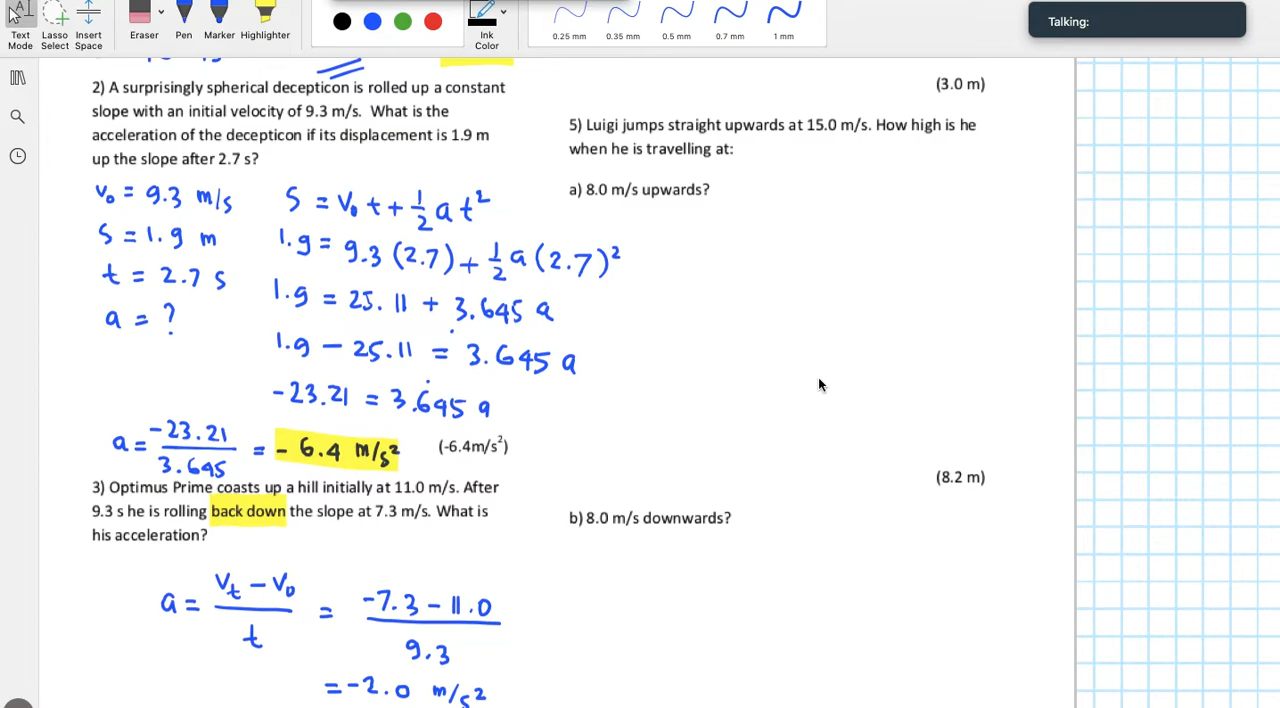 Text Mode
Lasso Select
Insert Space
Eraser
Pen
Marker
Highlighter
Ink Color
0.25 mm
0.35 mm
0.5 mm
0.7 mm
1 mm
Talking:
2) A surprisingly spherical decepticon is rolled up a constant
slope with an initial velocity of 9.3 m/s. What is the
acceleration of the decepticon if its displacement is 1.9 m
up the slope after 2.7 s?
v₀ = 9.3 m/s
s = 1.9 m
t = 2.7 s
a = ?
s = v₀ t + 1/2 a t²
1.9 = 9.3 (2.7) + 1/2 a (2.7)²
1.9 = 25.11 + 3.645 a
1.9 − 25.11 = 3.645 a
-23.21 = 3.645 a
a = -23.21/3.645 = - 6.4 m/s² (-6.4m/s²)
3) Optimus Prime coasts up a hill initially at 11.0 m/s. After
9.3 s he is rolling back down the slope at 7.3 m/s. What is
his acceleration?
a = (v_t − v₀)/t = (-7.3 − 11.0)/9.3
= -2.0 m/s²
(3.0 m)
5) Luigi jumps straight upwards at 15.0 m/s. How high is he
when he is travelling at:
a) 8.0 m/s upwards?
(8.2 m)
b) 8.0 m/s downwards?